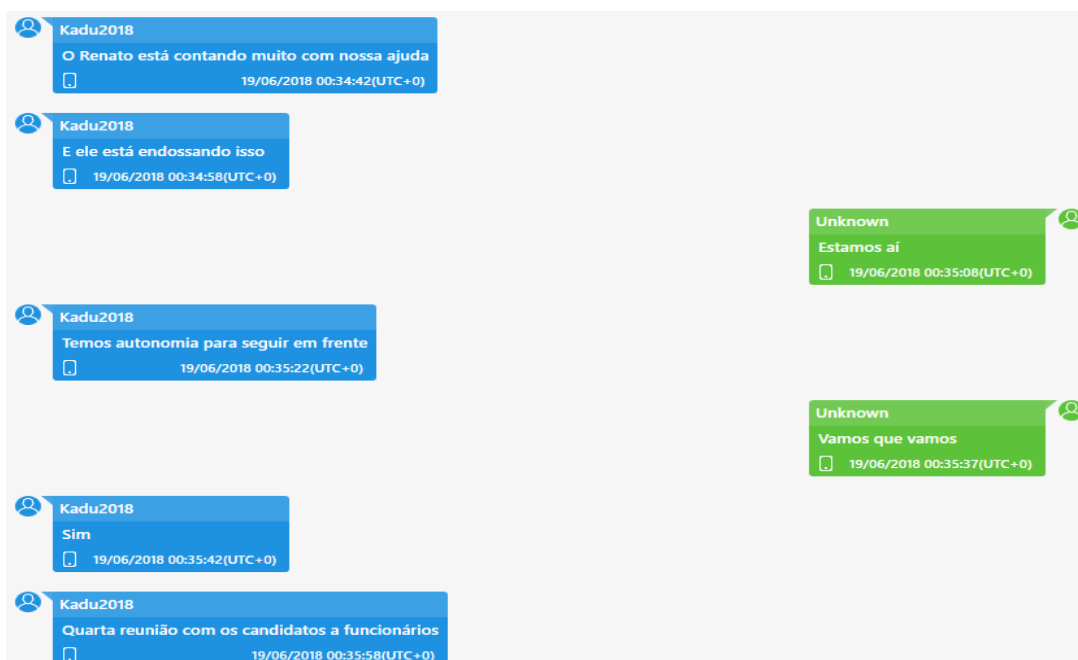 Kadu2018
O Renato está contando muito com nossa ajuda
19/06/2018 00:34:42(UTC+0)
Kadu2018
E ele está endossando isso
19/06/2018 00:34:58(UTC+0)
Unknown
Estamos aí
19/06/2018 00:35:08(UTC+0)
Kadu2018
Temos autonomia para seguir em frente
19/06/2018 00:35:22(UTC+0)
Unknown
Vamos que vamos
19/06/2018 00:35:37(UTC+0)
Kadu2018
Sim
19/06/2018 00:35:42(UTC+0)
Kadu2018
Quarta reunião com os candidatos a funcionários
19/06/2018 00:35:58(UTC+0)